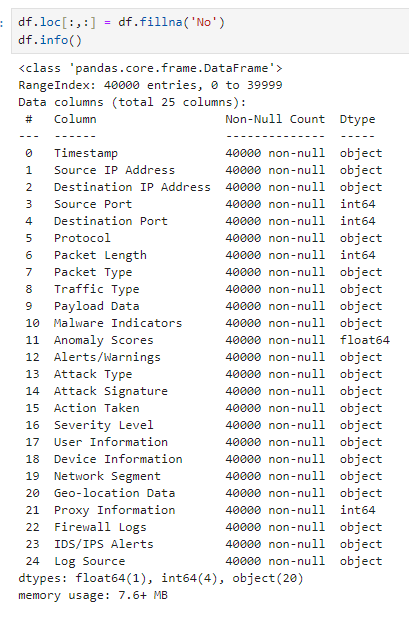 : df.loc[:,:] = df.fillna('No')
df.info()
<class 'pandas.core.frame.DataFrame'>
RangeIndex: 40000 entries, 0 to 39999
Data columns (total 25 columns):
 #   Column                  Non-Null Count  Dtype
---  ------                  --------------  -----
 0   Timestamp               40000 non-null  object
 1   Source IP Address       40000 non-null  object
 2   Destination IP Address  40000 non-null  object
 3   Source Port             40000 non-null  int64
 4   Destination Port        40000 non-null  int64
 5   Protocol                40000 non-null  object
 6   Packet Length           40000 non-null  int64
 7   Packet Type             40000 non-null  object
 8   Traffic Type            40000 non-null  object
 9   Payload Data            40000 non-null  object
 10  Malware Indicators      40000 non-null  object
 11  Anomaly Scores          40000 non-null  float64
 12  Alerts/Warnings         40000 non-null  object
 13  Attack Type             40000 non-null  object
 14  Attack Signature        40000 non-null  object
 15  Action Taken            40000 non-null  object
 16  Severity Level          40000 non-null  object
 17  User Information        40000 non-null  object
 18  Device Information      40000 non-null  object
 19  Network Segment         40000 non-null  object
 20  Geo-location Data       40000 non-null  object
 21  Proxy Information       40000 non-null  int64
 22  Firewall Logs           40000 non-null  object
 23  IDS/IPS Alerts          40000 non-null  object
 24  Log Source              40000 non-null  object
dtypes: float64(1), int64(4), object(20)
memory usage: 7.6+ MB